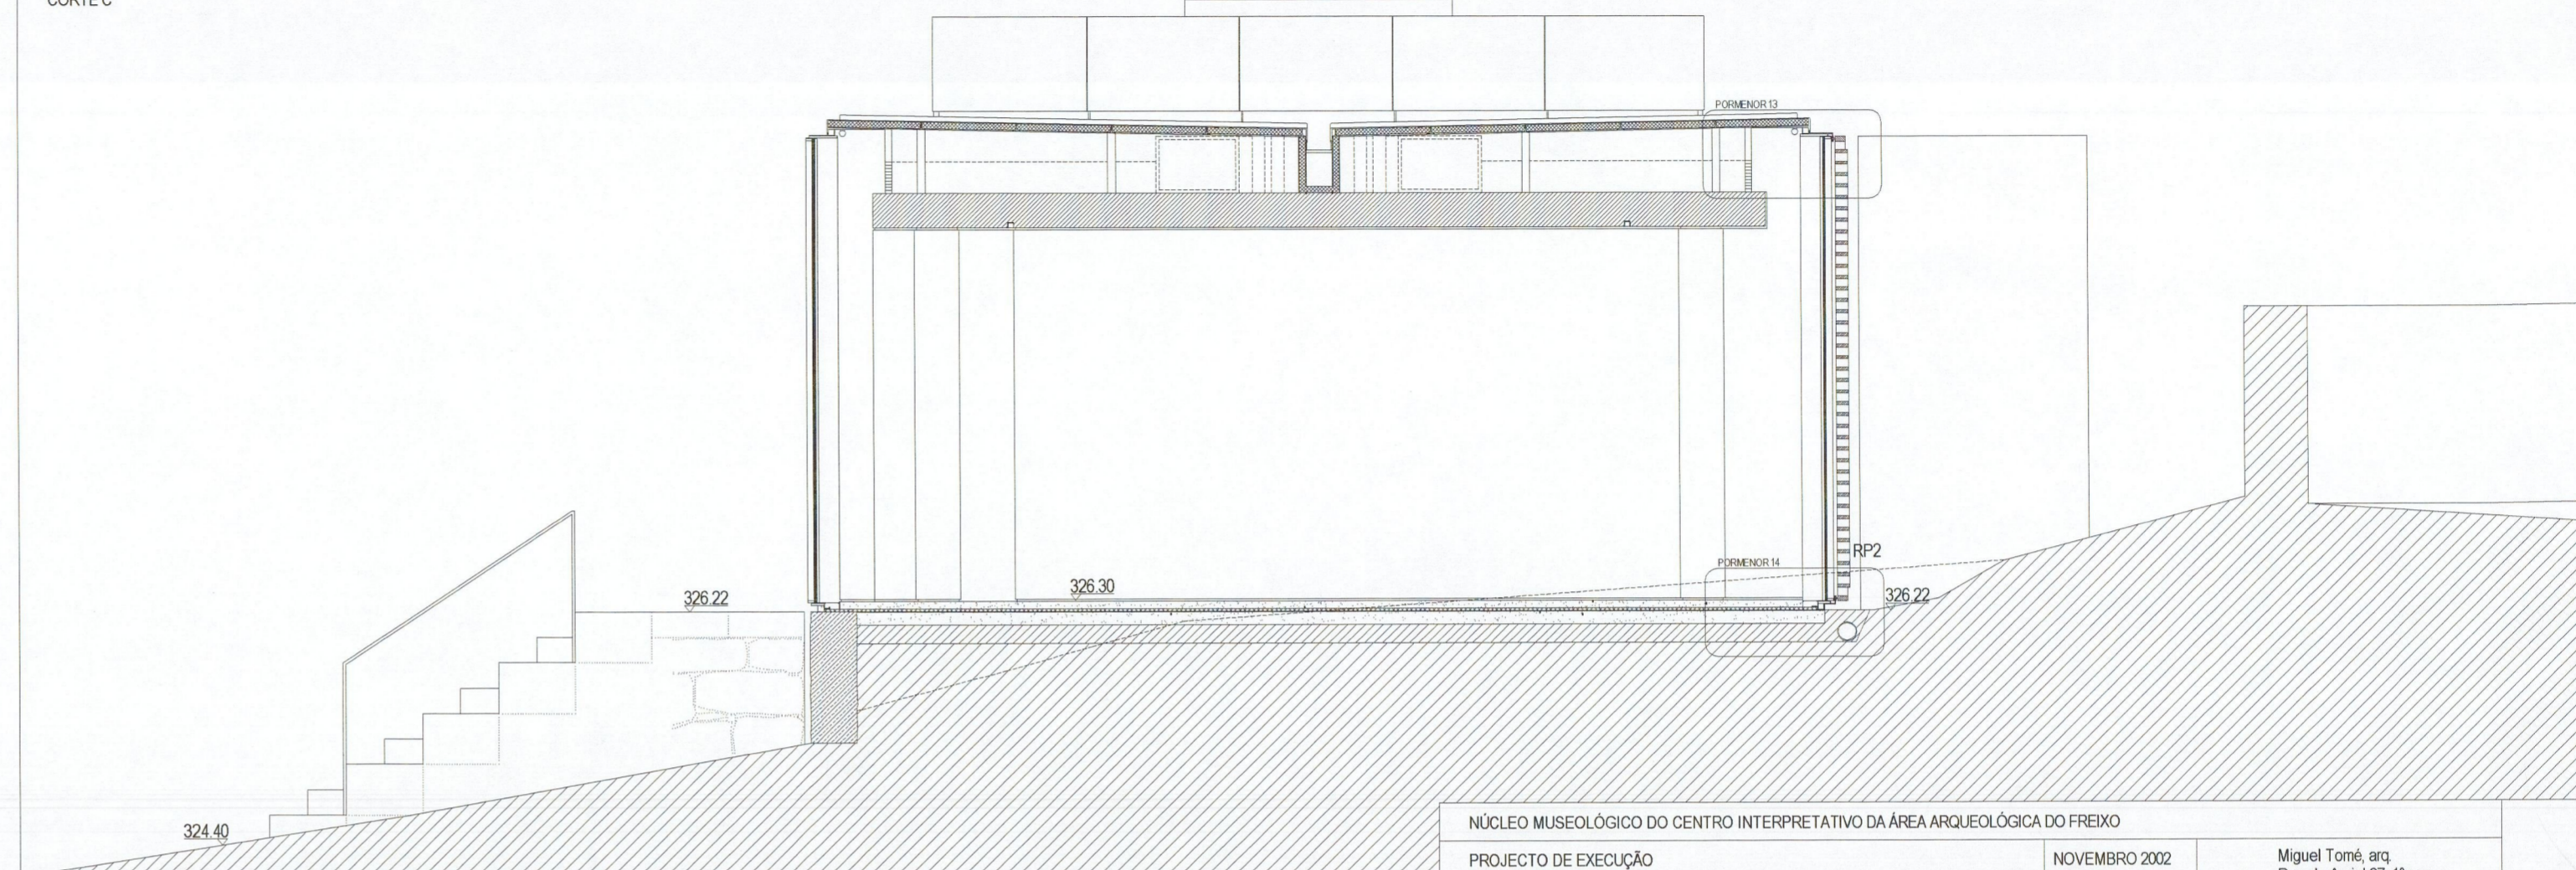 CORTE C
PORMENOR 13
RP2
PORMENOR 14
326.30
326.22
326.22
324.40
NÚCLEO MUSEOLÓGICO DO CENTRO INTERPRETATIVO DA ÁREA ARQUEOLÓGICA DO FREIXO
PROJECTO DE EXECUÇÃO
NOVEMBRO 2002
Miguel Tomé, arq.